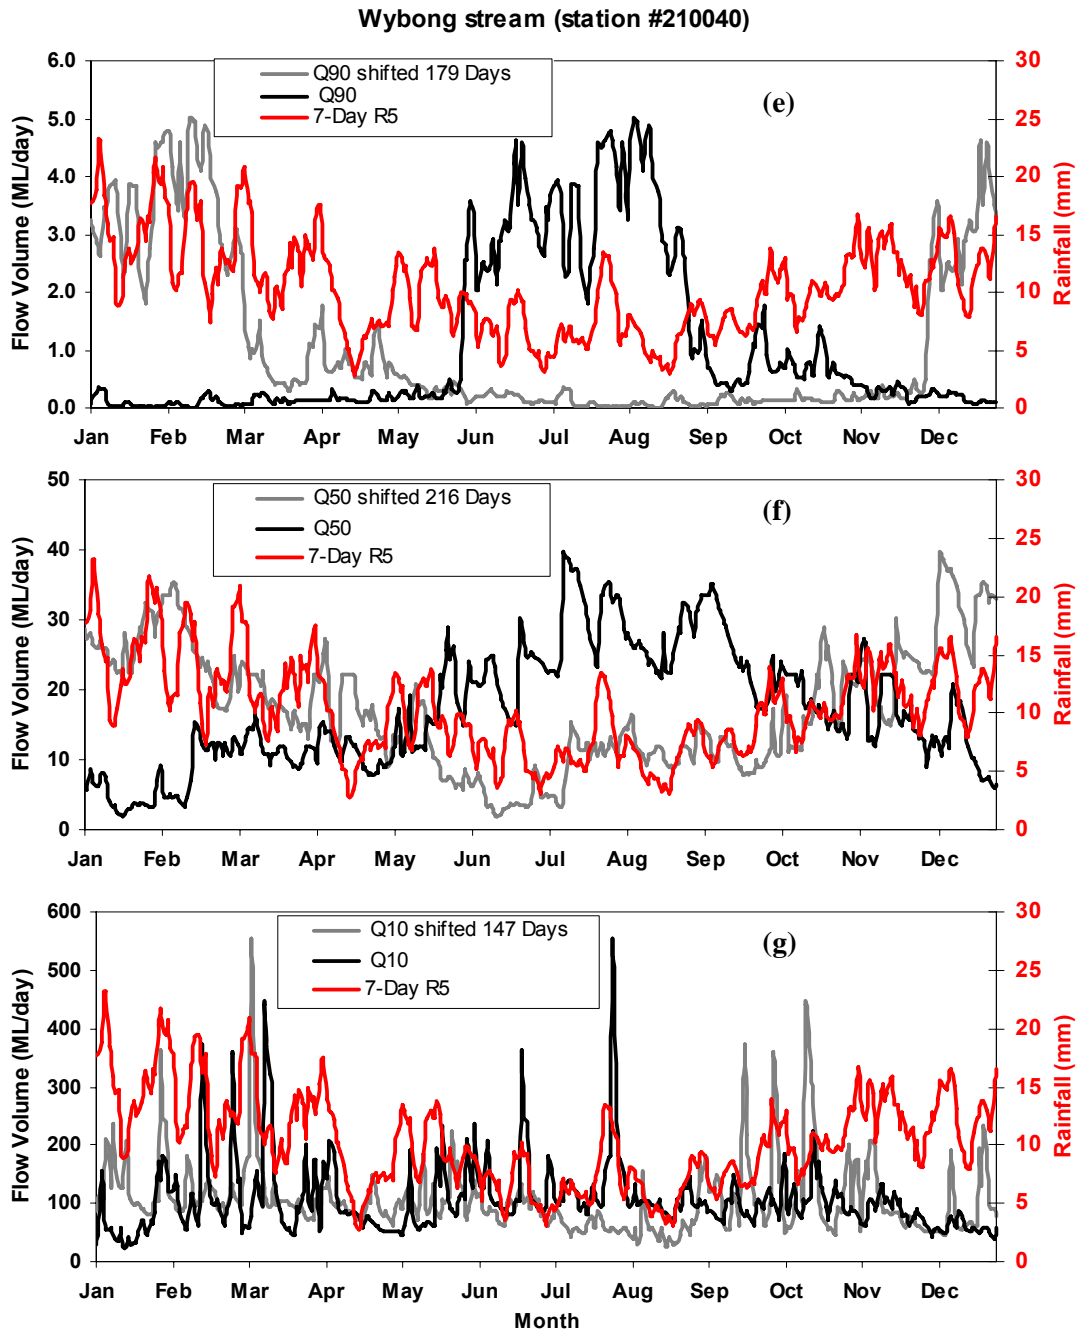 Wybong stream (station #210040)
6.0
5.0
4.0
3.0
2.0
1.0
0.0
Flow Volume (ML/day)
Q90 shifted 179 Days
Q90
7-Day R5
(e)
30
25
20
15
10
5
0
Rainfall (mm)
Jan Feb Mar Apr May Jun Jul Aug Sep Oct Nov Dec
50
40
30
20
10
0
Flow Volume (ML/day)
Q50 shifted 216 Days
Q50
7-Day R5
(f)
30
25
20
15
10
5
0
Rainfall (mm)
Jan Feb Mar Apr May Jun Jul Aug Sep Oct Nov Dec
600
500
400
300
200
100
0
Flow Volume (ML/day)
Q10 shifted 147 Days
Q10
7-Day R5
(g)
30
25
20
15
10
5
0
Rainfall (mm)
Jan Feb Mar Apr May Jun Jul Aug Sep Oct Nov Dec
Month